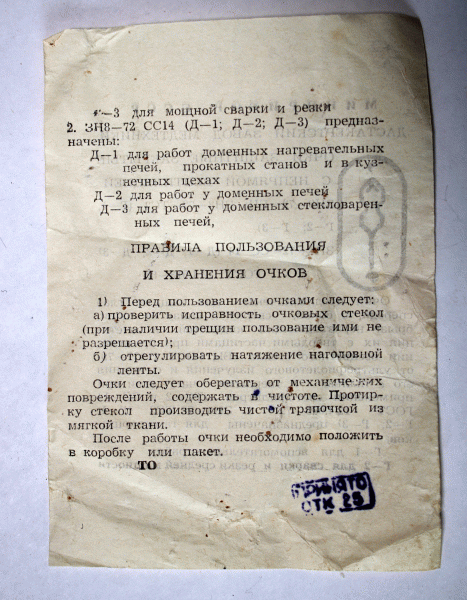 Г—3 для мощной сварки и резки
2. ЗН8—72 СС14 (Д—1; Д—2; Д—3) предназ-
начены:
Д—1 для работ доменных нагревательных
печей, прокатных станов и в куз-
нечных цехах
Д—2 для работ у доменных печей
Д—3 для работ у доменных стекловарен-
ных печей,
ПРАВИЛА ПОЛЬЗОВАНИЯ
И ХРАНЕНИЯ ОЧКОВ
1) Перед пользованием очками следует:
а) проверить исправность очковых стекол
(при наличии трещин пользование ими не
разрешается);
б) отрегулировать натяжение наголовной
ленты.
Очки следует оберегать от механических
повреждений, содержать в чистоте. Протир-
ку стекол производить чистей тряпочкой из
мягкой ткани.
После работы очки необходимо положить
в коробку или пакет.
ТО
ПРИНЯТО
ОТК 25